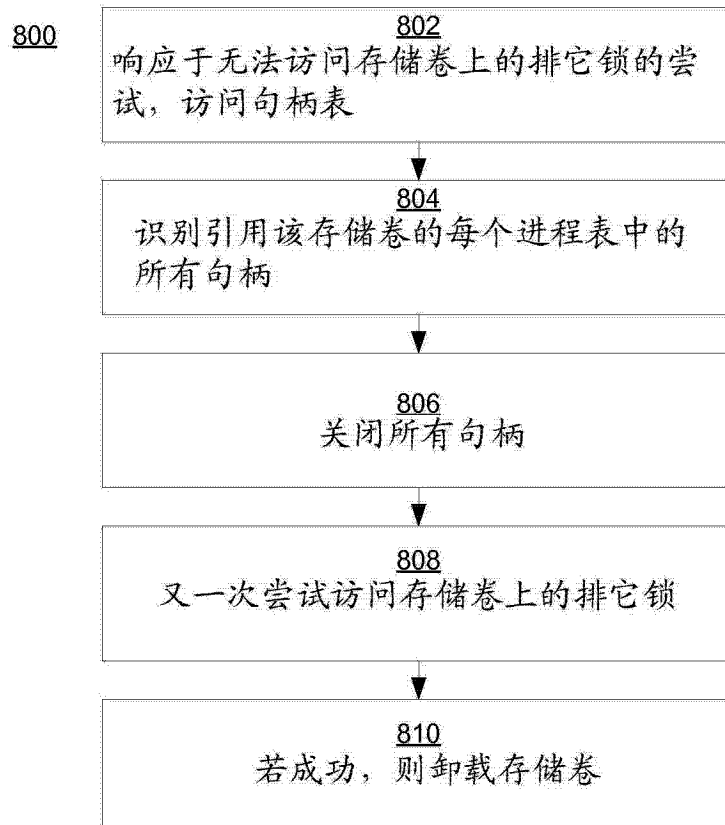 800
802
响应于无法访问存储卷上的排它锁的尝
试，访问句柄表
804
识别引用该存储卷的每个进程表中的
所有句柄
806
关闭所有句柄
808
又一次尝试访问存储卷上的排它锁
810
若成功，则卸载存储卷